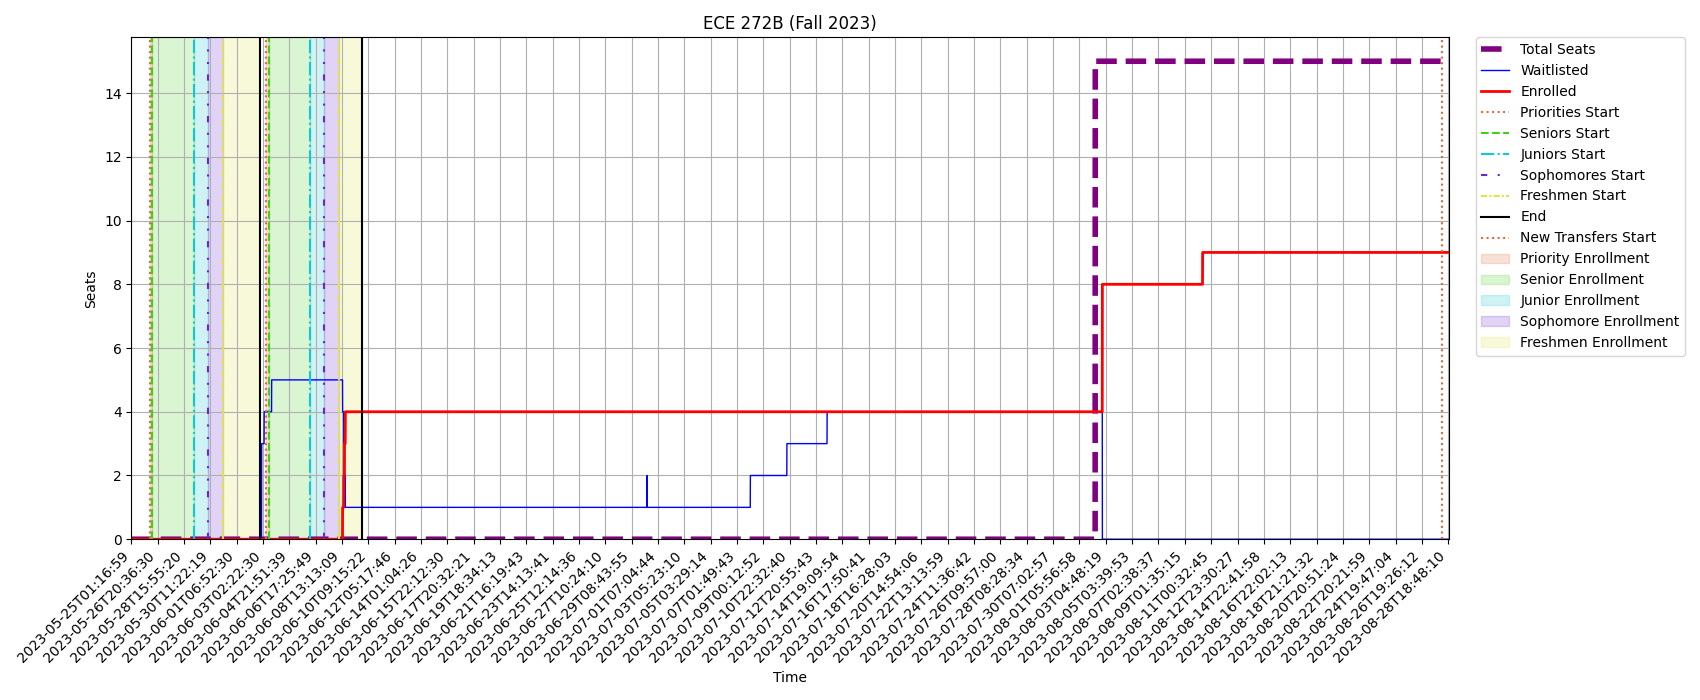 ECE 272B (Fall 2023)
Seats
14
12
10
8
6
4
2
0
2023-05-25T01:16:59
2023-05-26T20:36:30
2023-05-28T15:55:20
2023-05-30T11:22:19
2023-06-01T06:52:30
2023-06-03T02:22:30
2023-06-04T21:51:39
2023-06-06T17:25:49
2023-06-08T13:13:09
2023-06-10T09:15:22
2023-06-12T05:17:46
2023-06-14T01:04:26
2023-06-15T22:12:30
2023-06-17T20:32:21
2023-06-19T18:34:13
2023-06-21T16:19:43
2023-06-23T14:13:41
2023-06-25T12:14:36
2023-06-27T10:24:10
2023-06-29T08:43:55
2023-07-01T07:04:44
2023-07-03T05:23:10
2023-07-05T03:29:14
2023-07-07T01:49:43
2023-07-09T00:12:52
2023-07-10T22:32:40
2023-07-12T20:55:43
2023-07-14T19:09:54
2023-07-16T17:50:41
2023-07-18T16:28:03
2023-07-20T14:54:06
2023-07-22T13:13:59
2023-07-24T11:36:42
2023-07-26T09:57:00
2023-07-28T08:28:34
2023-07-30T07:02:57
2023-08-01T05:56:58
2023-08-03T04:48:19
2023-08-05T03:39:53
2023-08-07T02:38:37
2023-08-09T01:35:15
2023-08-11T00:32:45
2023-08-12T23:30:27
2023-08-14T22:41:58
2023-08-16T22:02:13
2023-08-18T21:21:32
2023-08-20T20:51:24
2023-08-22T20:21:59
2023-08-24T19:47:04
2023-08-26T19:26:12
2023-08-28T18:48:10
Time
Total Seats
Waitlisted
Enrolled
Priorities Start
Seniors Start
Juniors Start
Sophomores Start
Freshmen Start
End
New Transfers Start
Priority Enrollment
Senior Enrollment
Junior Enrollment
Sophomore Enrollment
Freshmen Enrollment